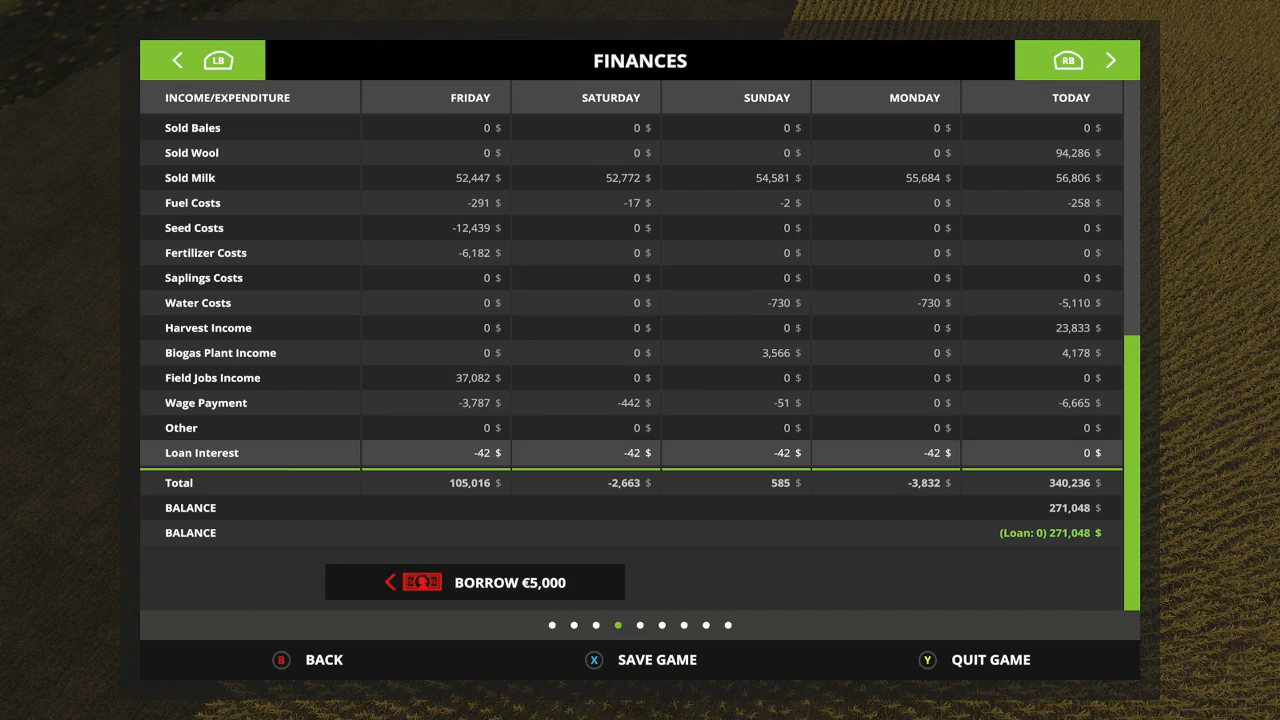 LB FINANCES RB
INCOME/EXPENDITURE FRIDAY SATURDAY SUNDAY MONDAY TODAY
Sold Bales 0 $ 0 $ 0 $ 0 $ 0 $
Sold Wool 0 $ 0 $ 0 $ 0 $ 94,286 $
Sold Milk 52,447 $ 52,772 $ 54,581 $ 55,684 $ 56,806 $
Fuel Costs -291 $ -17 $ -2 $ 0 $ -258 $
Seed Costs -12,439 $ 0 $ 0 $ 0 $ 0 $
Fertilizer Costs -6,182 $ 0 $ 0 $ 0 $ 0 $
Saplings Costs 0 $ 0 $ 0 $ 0 $ 0 $
Water Costs 0 $ 0 $ -730 $ -730 $ -5,110 $
Harvest Income 0 $ 0 $ 0 $ 0 $ 23,833 $
Biogas Plant Income 0 $ 0 $ 3,566 $ 0 $ 4,178 $
Field Jobs Income 37,082 $ 0 $ 0 $ 0 $ 0 $
Wage Payment -3,787 $ -442 $ -51 $ 0 $ -6,665 $
Other 0 $ 0 $ 0 $ 0 $ 0 $
Loan Interest -42 $ -42 $ -42 $ -42 $ 0 $
Total 105,016 $ -2,663 $ 585 $ -3,832 $ 340,236 $
BALANCE 271,048 $
BALANCE (Loan: 0) 271,048 $
BORROW €5,000
B BACK X SAVE GAME Y QUIT GAME